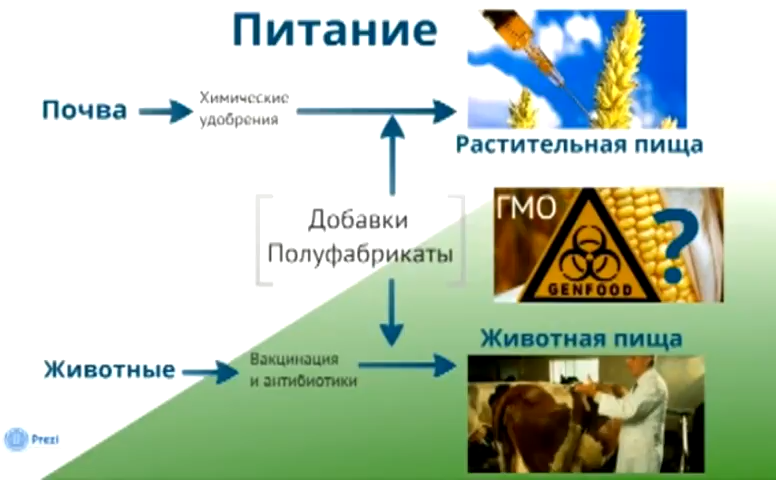 Питание
Почва
Химические
удобрения
Растительная пища
Добавки
Полуфабрикаты
ГМО
?
GENFOOD
Животная пища
Животные
Вакцинация
и антибиотики
Prezi